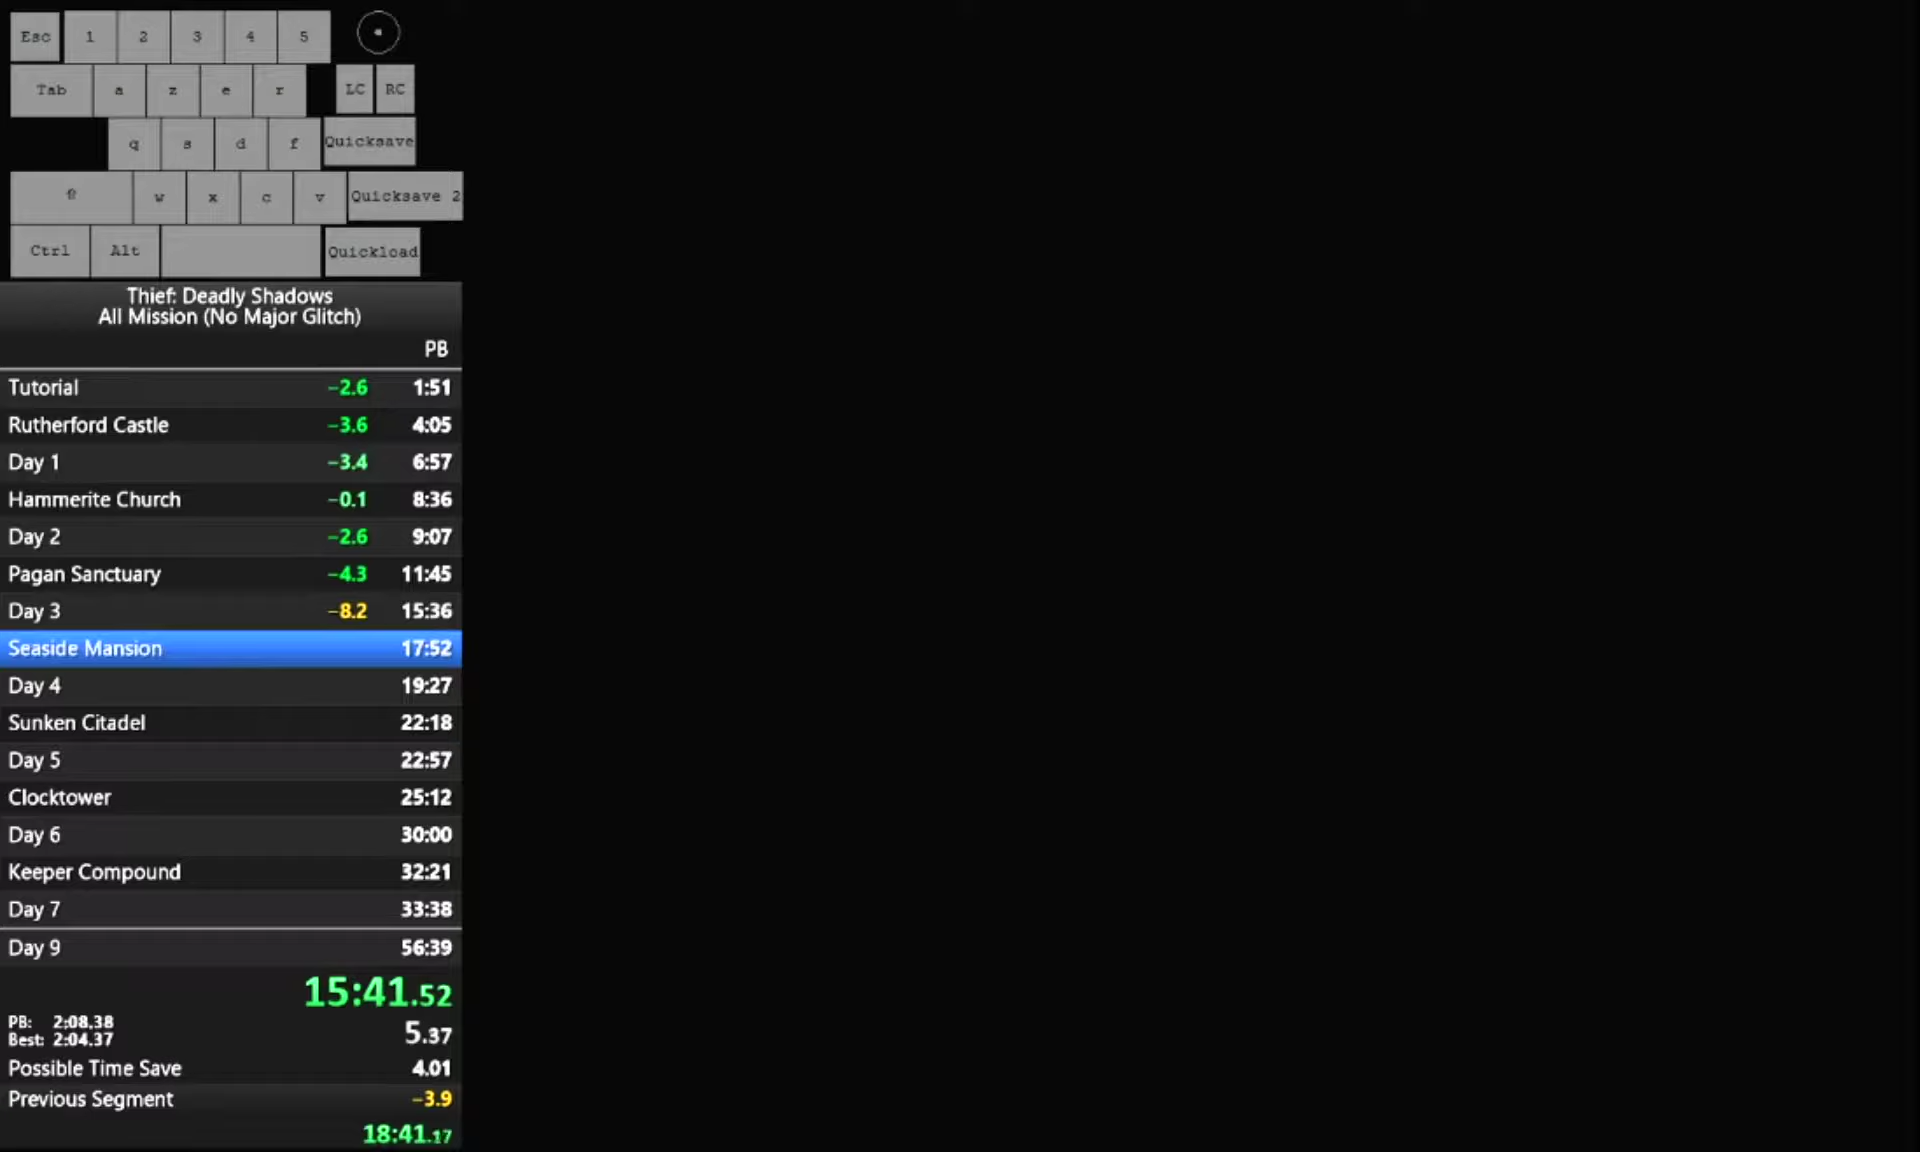 Esc 1 2 3 4 5
Tab a z e r LC RC
q s d f Quicksave
⇧ w x c v Quicksave 2
Ctrl Alt Quickload
Thief: Deadly Shadows
All Mission (No Major Glitch)
PB
Tutorial −2.6 1:51
Rutherford Castle −3.6 4:05
Day 1 −3.4 6:57
Hammerite Church −0.1 8:36
Day 2 −2.6 9:07
Pagan Sanctuary −4.3 11:45
Day 3 −8.2 15:36
Seaside Mansion 17:52
Day 4 19:27
Sunken Citadel 22:18
Day 5 22:57
Clocktower 25:12
Day 6 30:00
Keeper Compound 32:21
Day 7 33:38
Day 9 56:39
15:41.52
PB: 2:08.38
Best: 2:04.37
5.37
Possible Time Save 4.01
Previous Segment −3.9
18:41.17